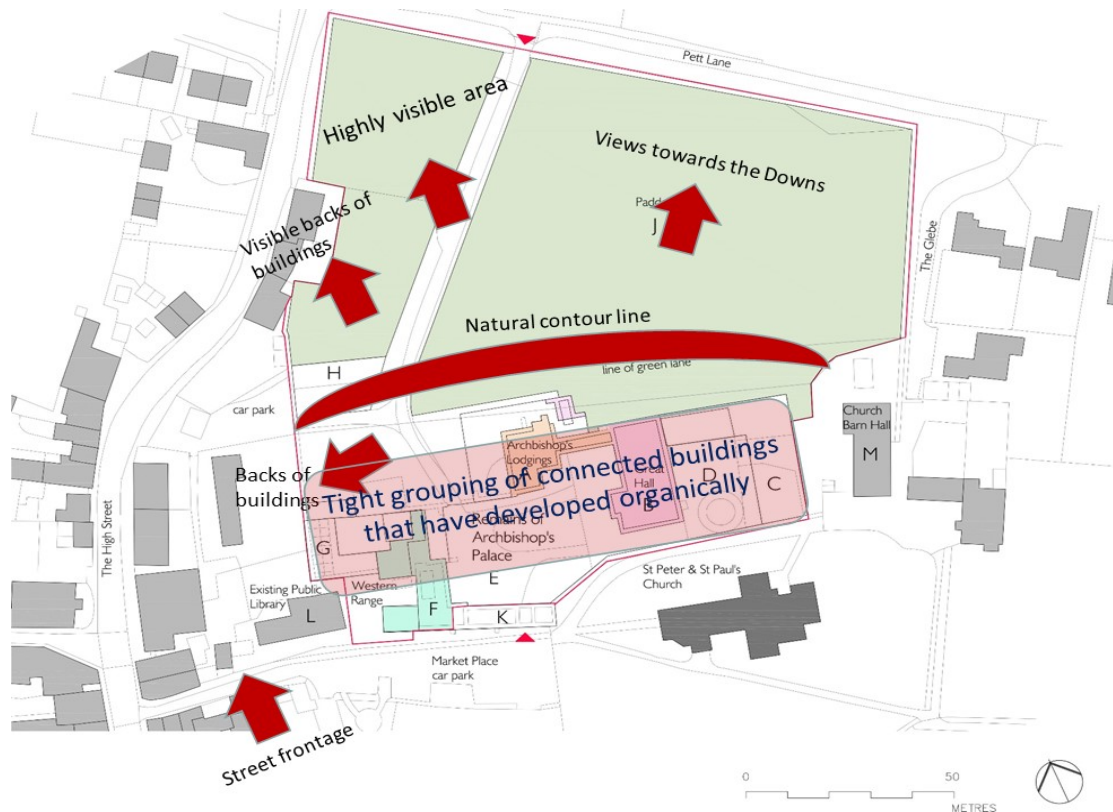 Pett Lane
Highly visible area
Views towards the Downs
Padd
J
Visible backs of
buildings
The Glebe
Natural contour line
line of green lane
H
car park
Church
Barn Hall
M
Archbishop's
Lodgings
Backs of
buildings
Tight grouping of connected buildings
that have developed organically
Great
Hall
B
D
C
Remains of
Archbishop's
Palace
G
E
The High Street
St Peter & St Paul's
Church
Existing Public
Library
L
Western
Range
F
K
Market Place
car park
Street frontage
0
50
METRES